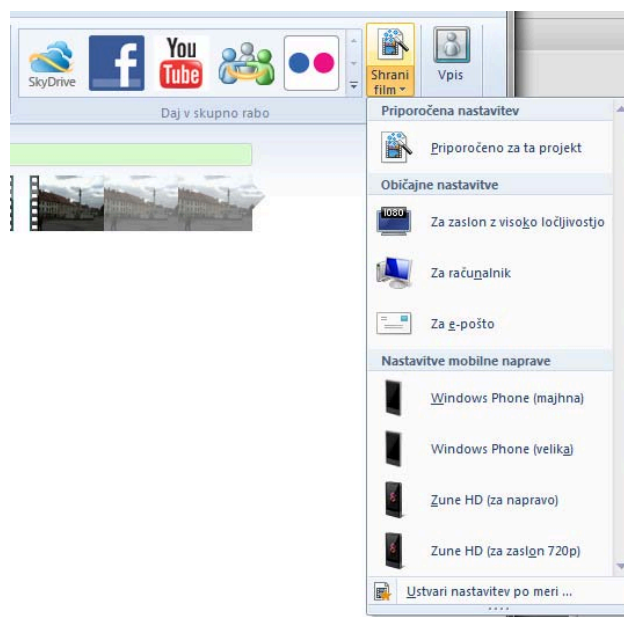 SkyDrive
You
Tube
Shrani
film
Vpis
Daj v skupno rabo
Priporočena nastavitev
Priporočeno za ta projekt
Običajne nastavitve
1080
Za zaslon z visoko ločljivostjo
Za računalnik
Za e-pošto
Nastavitve mobilne naprave
Windows Phone (majhna)
Windows Phone (velika)
Zune HD (za napravo)
Zune HD (za zaslon 720p)
Ustvari nastavitev po meri ...